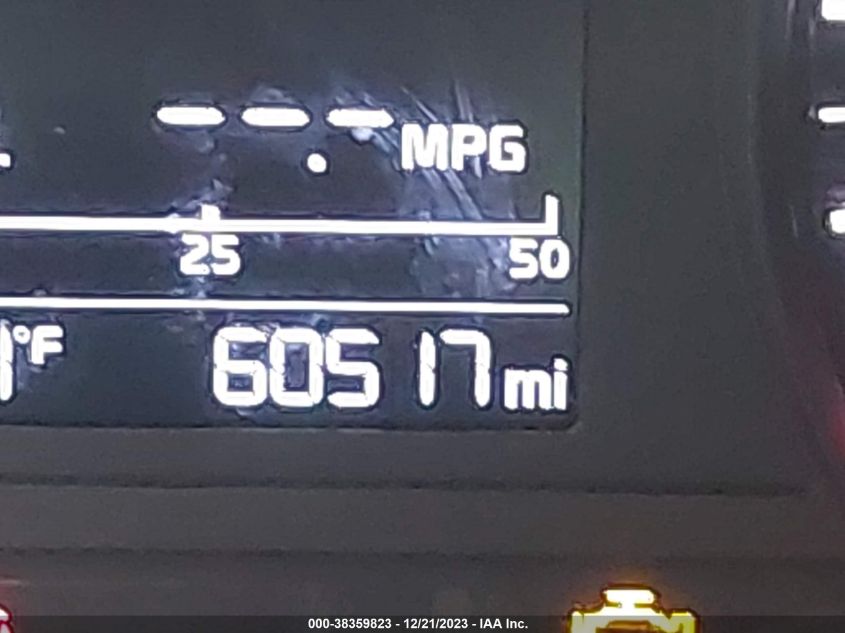 --.- MPG
25 50
°F 60517 mi
000-38359823 - 12/21/2023 - IAA Inc.